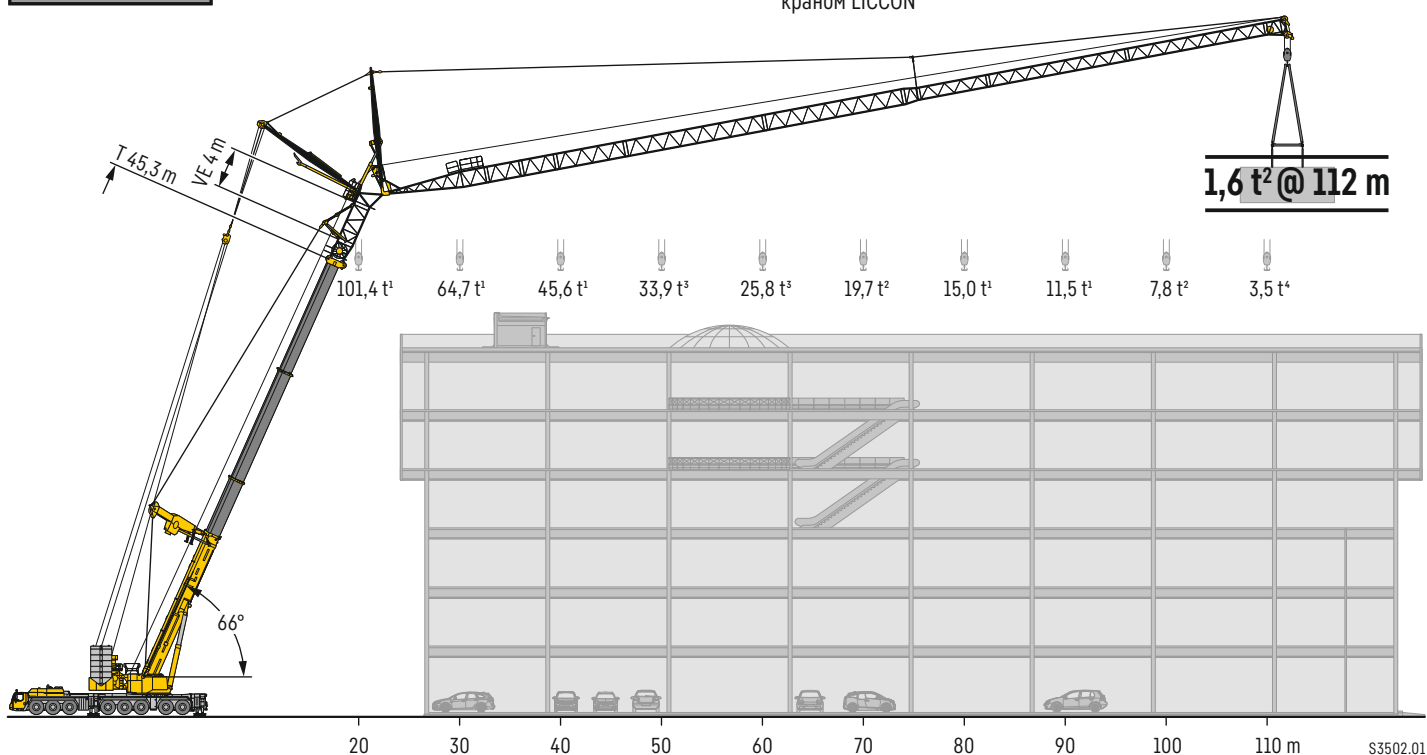 краном LICCON
T 45,3 m
VE 4 m
1,6 t² @ 112 m
101,4 t¹ 64,7 t¹ 45,6 t¹ 33,9 t³ 25,8 t³ 19,7 t² 15,0 t¹ 11,5 t¹ 7,8 t² 3,5 t⁴
66°
20 30 40 50 60 70 80 90 100 110 m
S3502.01